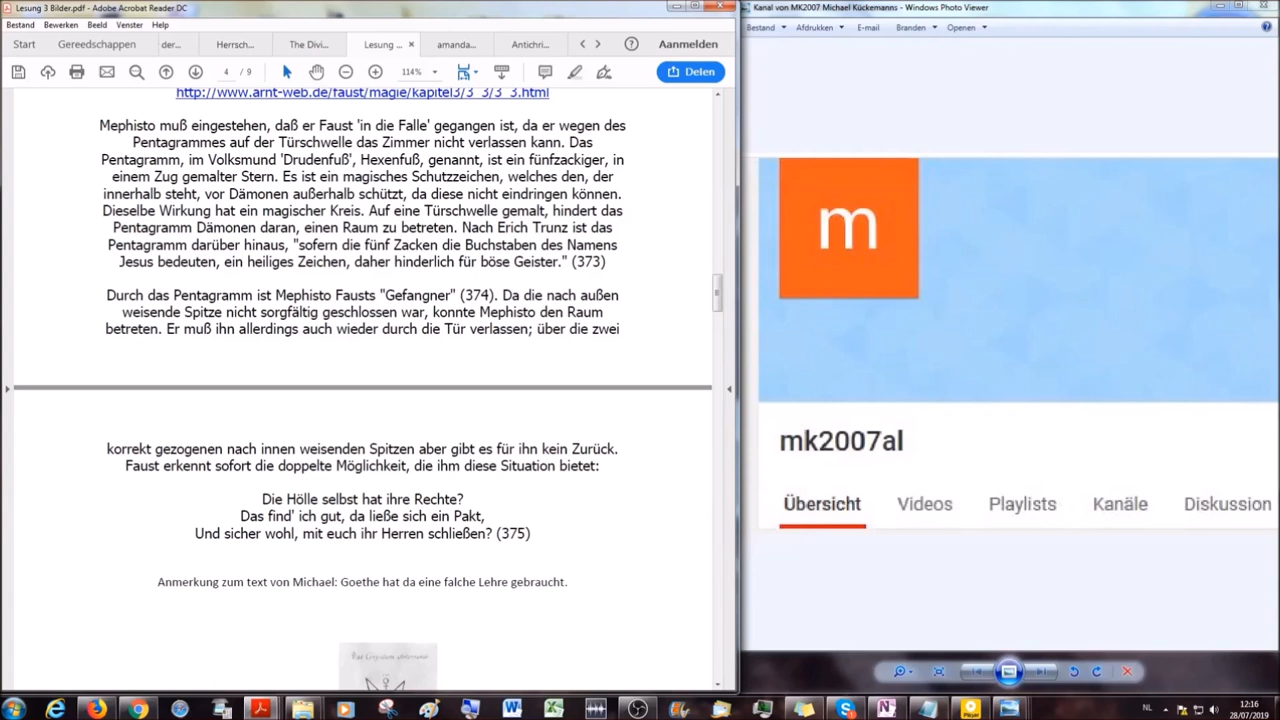 Lesung 3 Bilder.pdf - Adobe Acrobat Reader DC
Bestand Bewerken Beeld Venster Help
Start Gereedschappen der... Herrsch... The Divi... Lesung ... × amanda... Antichri... Aanmelden
4 / 9 114% Delen
http://www.arnt-web.de/faust/magie/kapitel3/3_3/3_3.html
Mephisto muß eingestehen, daß er Faust 'in die Falle' gegangen ist, da er wegen des
Pentagrammes auf der Türschwelle das Zimmer nicht verlassen kann. Das
Pentagramm, im Volksmund 'Drudenfuß', Hexenfuß, genannt, ist ein fünfzackiger, in
einem Zug gemalter Stern. Es ist ein magisches Schutzzeichen, welches den, der
innerhalb steht, vor Dämonen außerhalb schützt, da diese nicht eindringen können.
Dieselbe Wirkung hat ein magischer Kreis. Auf eine Türschwelle gemalt, hindert das
Pentagramm Dämonen daran, einen Raum zu betreten. Nach Erich Trunz ist das
Pentagramm darüber hinaus, "sofern die fünf Zacken die Buchstaben des Namens
Jesus bedeuten, ein heiliges Zeichen, daher hinderlich für böse Geister." (373)
Durch das Pentagramm ist Mephisto Fausts "Gefangner" (374). Da die nach außen
weisende Spitze nicht sorgfältig geschlossen war, konnte Mephisto den Raum
betreten. Er muß ihn allerdings auch wieder durch die Tür verlassen; über die zwei
korrekt gezogenen nach innen weisenden Spitzen aber gibt es für ihn kein Zurück.
Faust erkennt sofort die doppelte Möglichkeit, die ihm diese Situation bietet:
Die Hölle selbst hat ihre Rechte?
Das find' ich gut, da ließe sich ein Pakt,
Und sicher wohl, mit euch ihr Herren schließen? (375)
Anmerkung zum text von Michael: Goethe hat da eine falche Lehre gebraucht.
Kanal von MK2007 Michael Kückemanns - Windows Photo Viewer
Bestand Afdrukken E-mail Branden Openen
m
mk2007al
Übersicht Videos Playlists Kanäle Diskussion
NL 12:16
28/07/2019